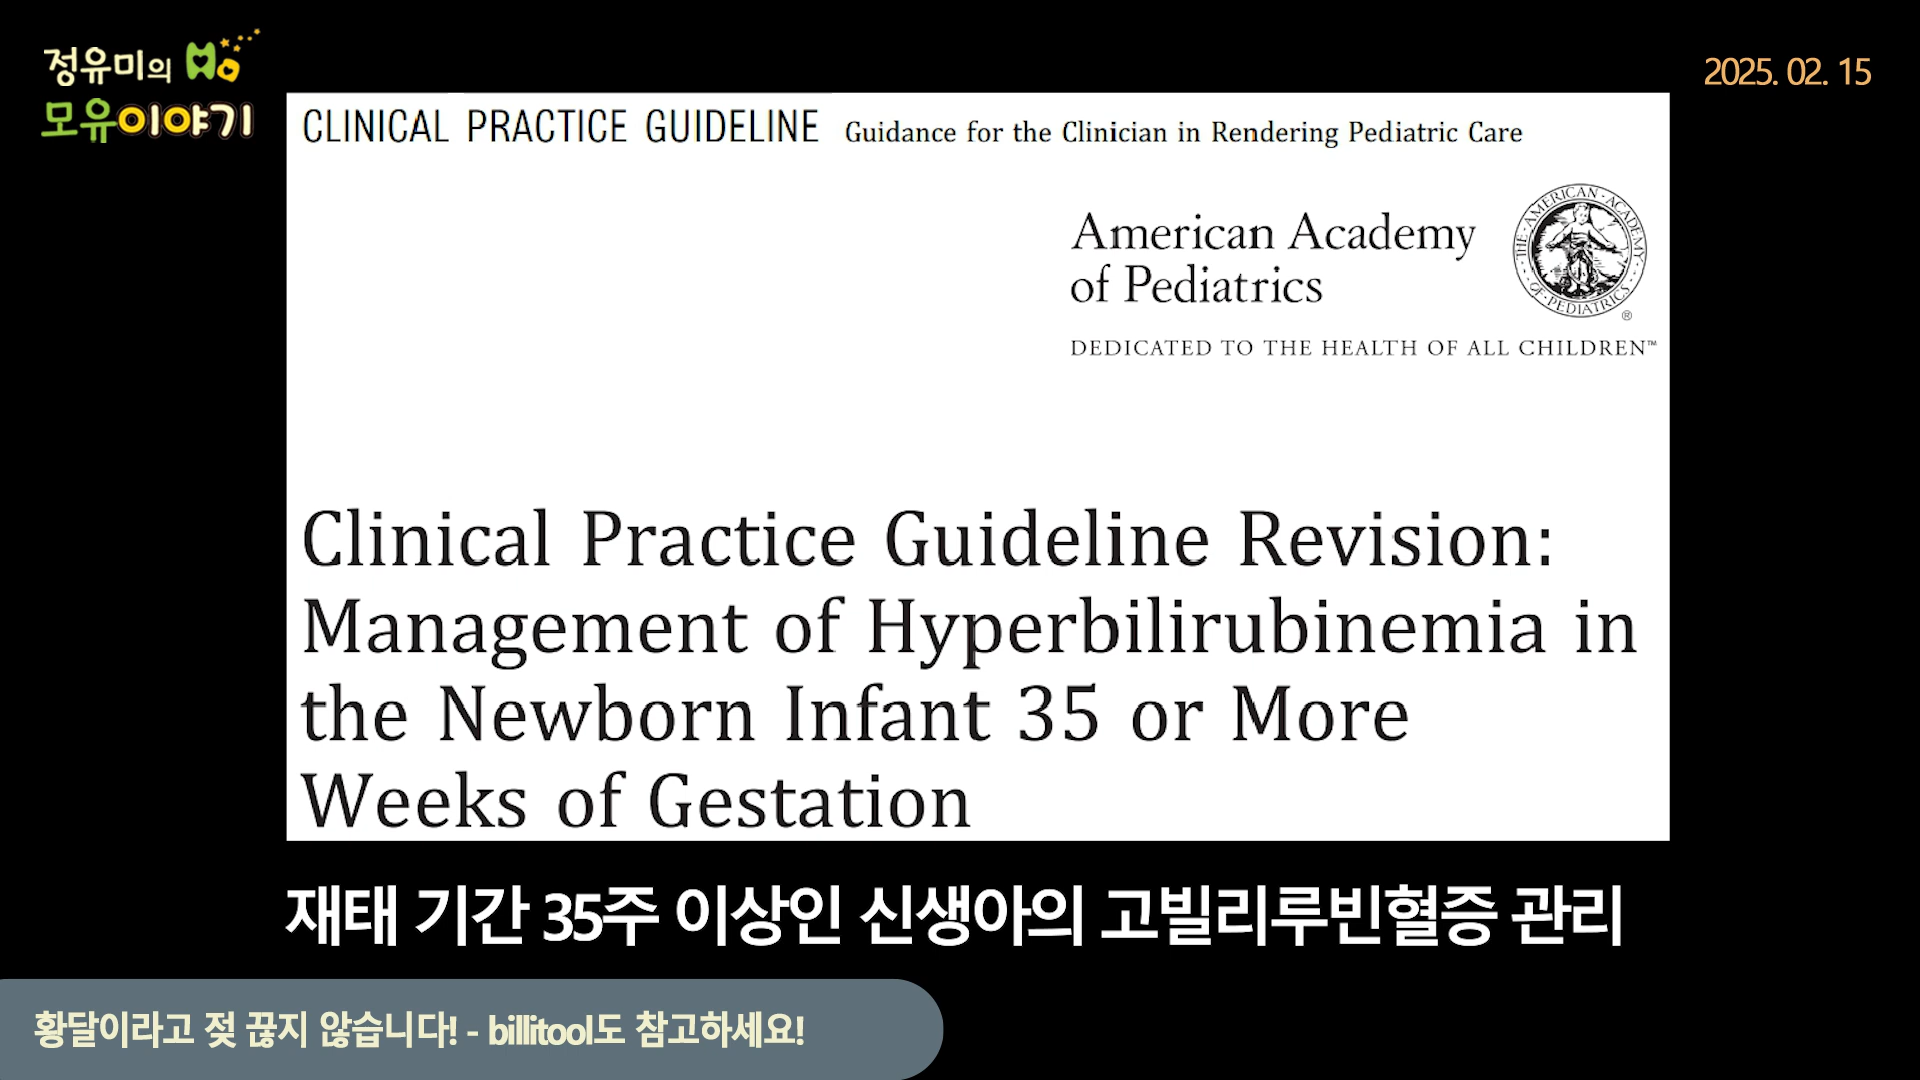 정유미의
모유이야기
2025. 02. 15
CLINICAL PRACTICE GUIDELINE Guidance for the Clinician in Rendering Pediatric Care
American Academy
of Pediatrics
THE · AMERICAN · ACADEMY · OF · PEDIATRICS ·
®
DEDICATED TO THE HEALTH OF ALL CHILDREN™
Clinical Practice Guideline Revision:
Management of Hyperbilirubinemia in
the Newborn Infant 35 or More
Weeks of Gestation
재태 기간 35주 이상인 신생아의 고빌리루빈혈증 관리
황달이라고 젖 끊지 않습니다! - billitool도 참고하세요!